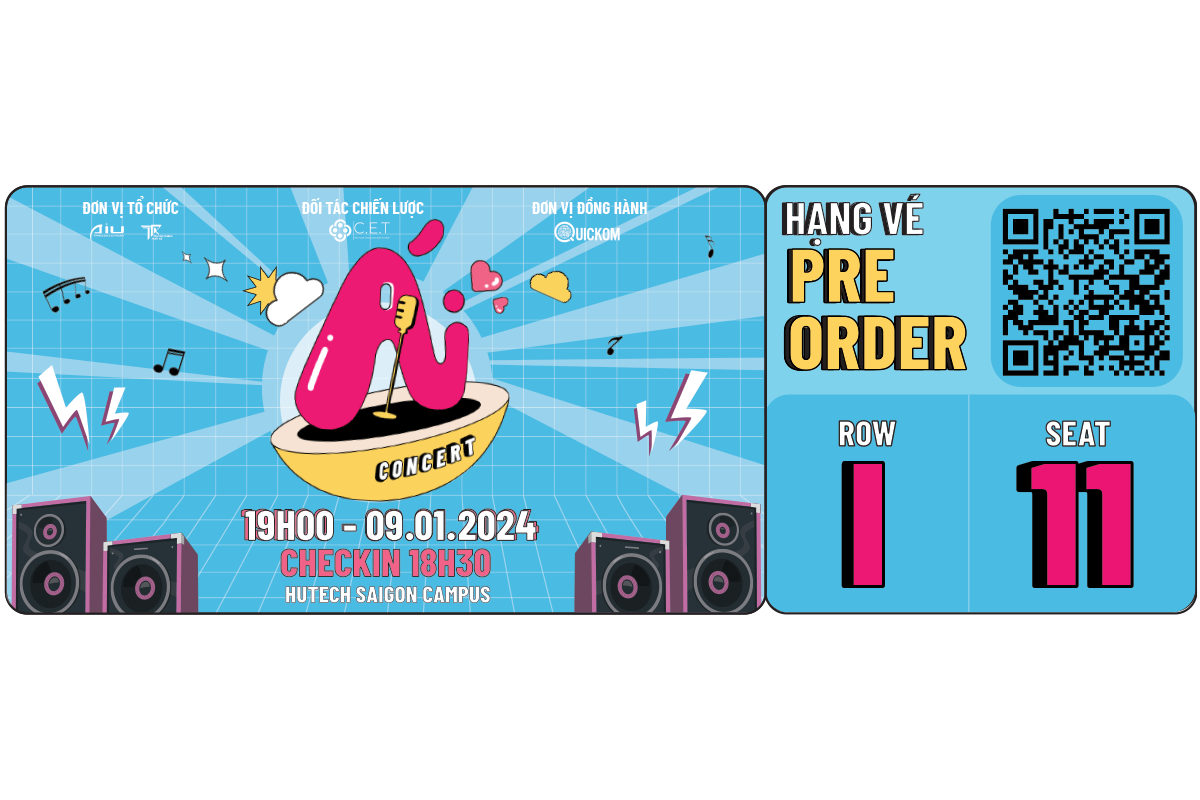 ĐƠN VỊ TỔ CHỨC
AiU
ĐỐI TÁC CHIẾN LƯỢC
C.E.T
ĐƠN VỊ ĐỒNG HÀNH
QUICKOM
CONCERT
19H00 - 09.01.2024
CHECKIN 18H30
HUTECH SAIGON CAMPUS
HẠNG VÉ
PRE
ORDER
ROW
I
SEAT
11